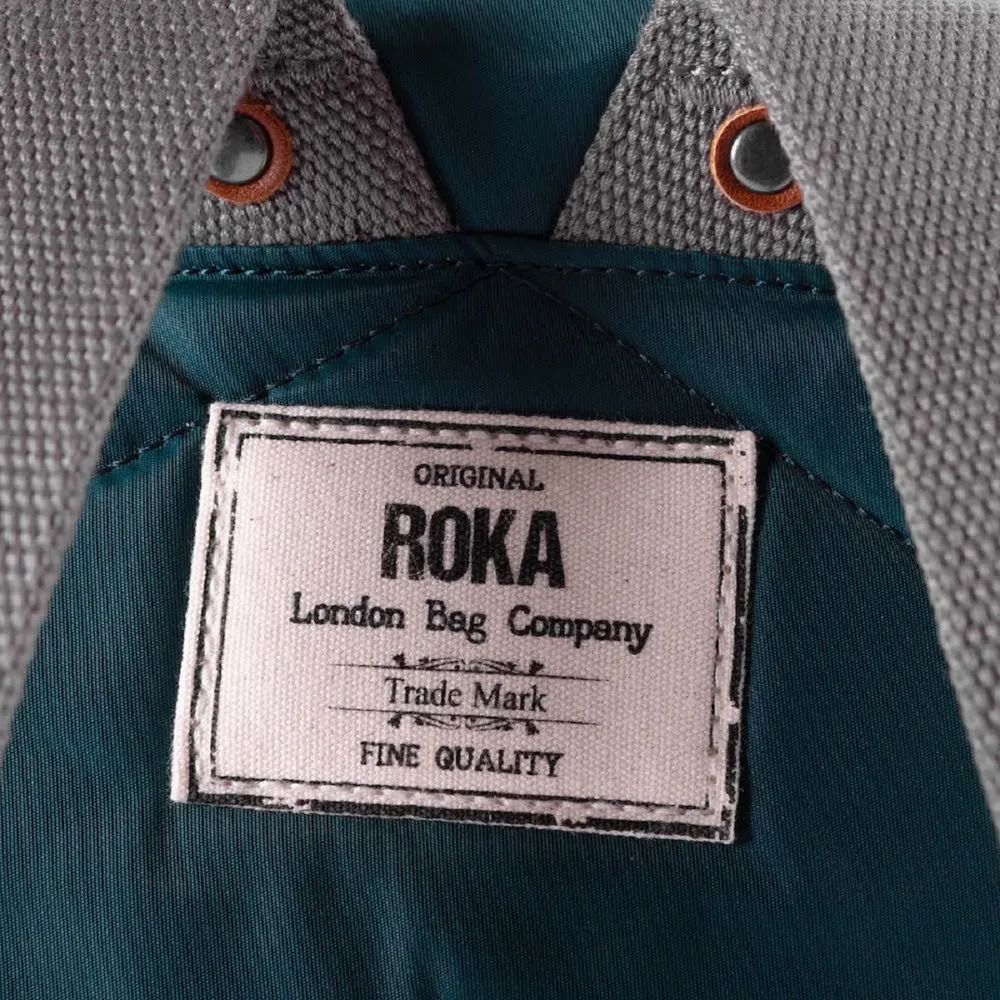 ORIGINAL
ROKA
London Bag Company
Trade Mark
FINE QUALITY